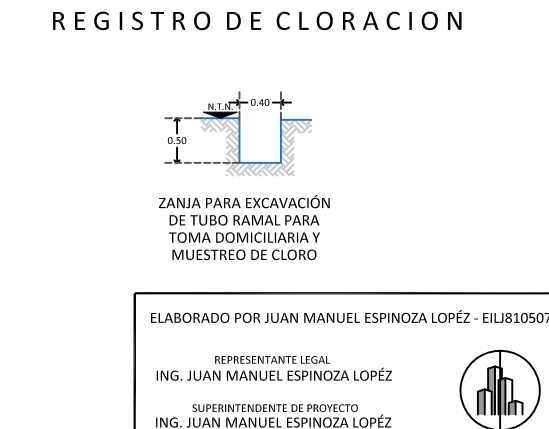 REGISTRO DE CLORACION
N.T.N.
0.40
0.50
ZANJA PARA EXCAVACIÓN
DE TUBO RAMAL PARA
TOMA DOMICILIARIA Y
MUESTREO DE CLORO
ELABORADO POR JUAN MANUEL ESPINOZA LOPÉZ - EILJ810507
REPRESENTANTE LEGAL
ING. JUAN MANUEL ESPINOZA LOPÉZ
SUPERINTENDENTE DE PROYECTO
ING. JUAN MANUEL ESPINOZA LOPÉZ